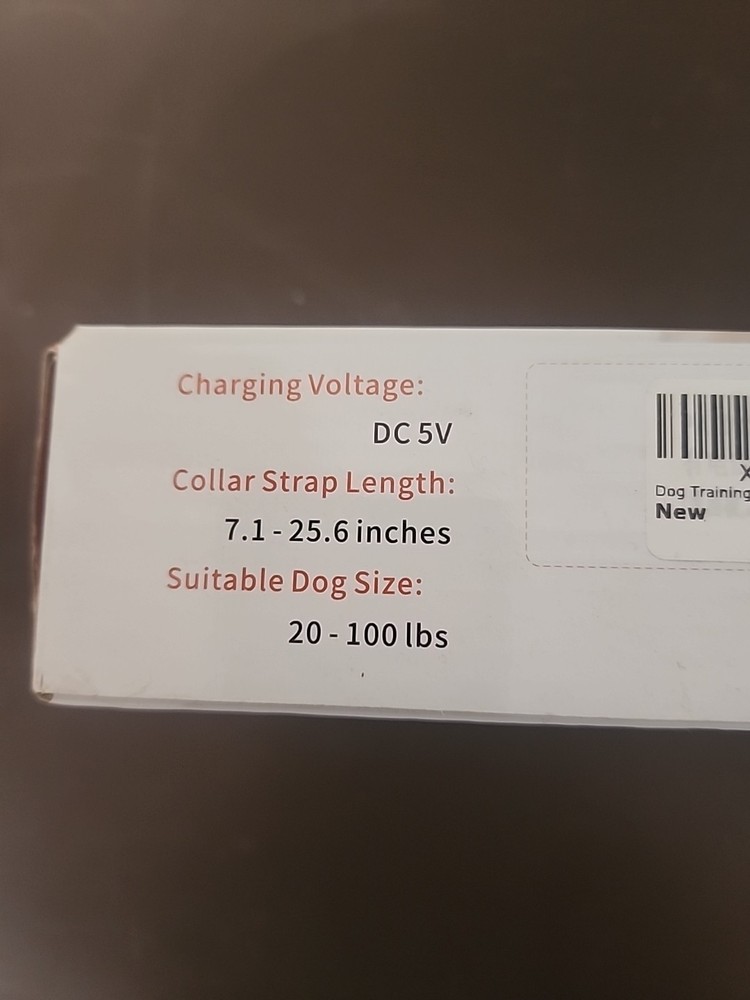 Charging Voltage:
DC 5V
Collar Strap Length:
7.1 - 25.6 inches
Suitable Dog Size:
20 - 100 lbs
X
Dog Training
New